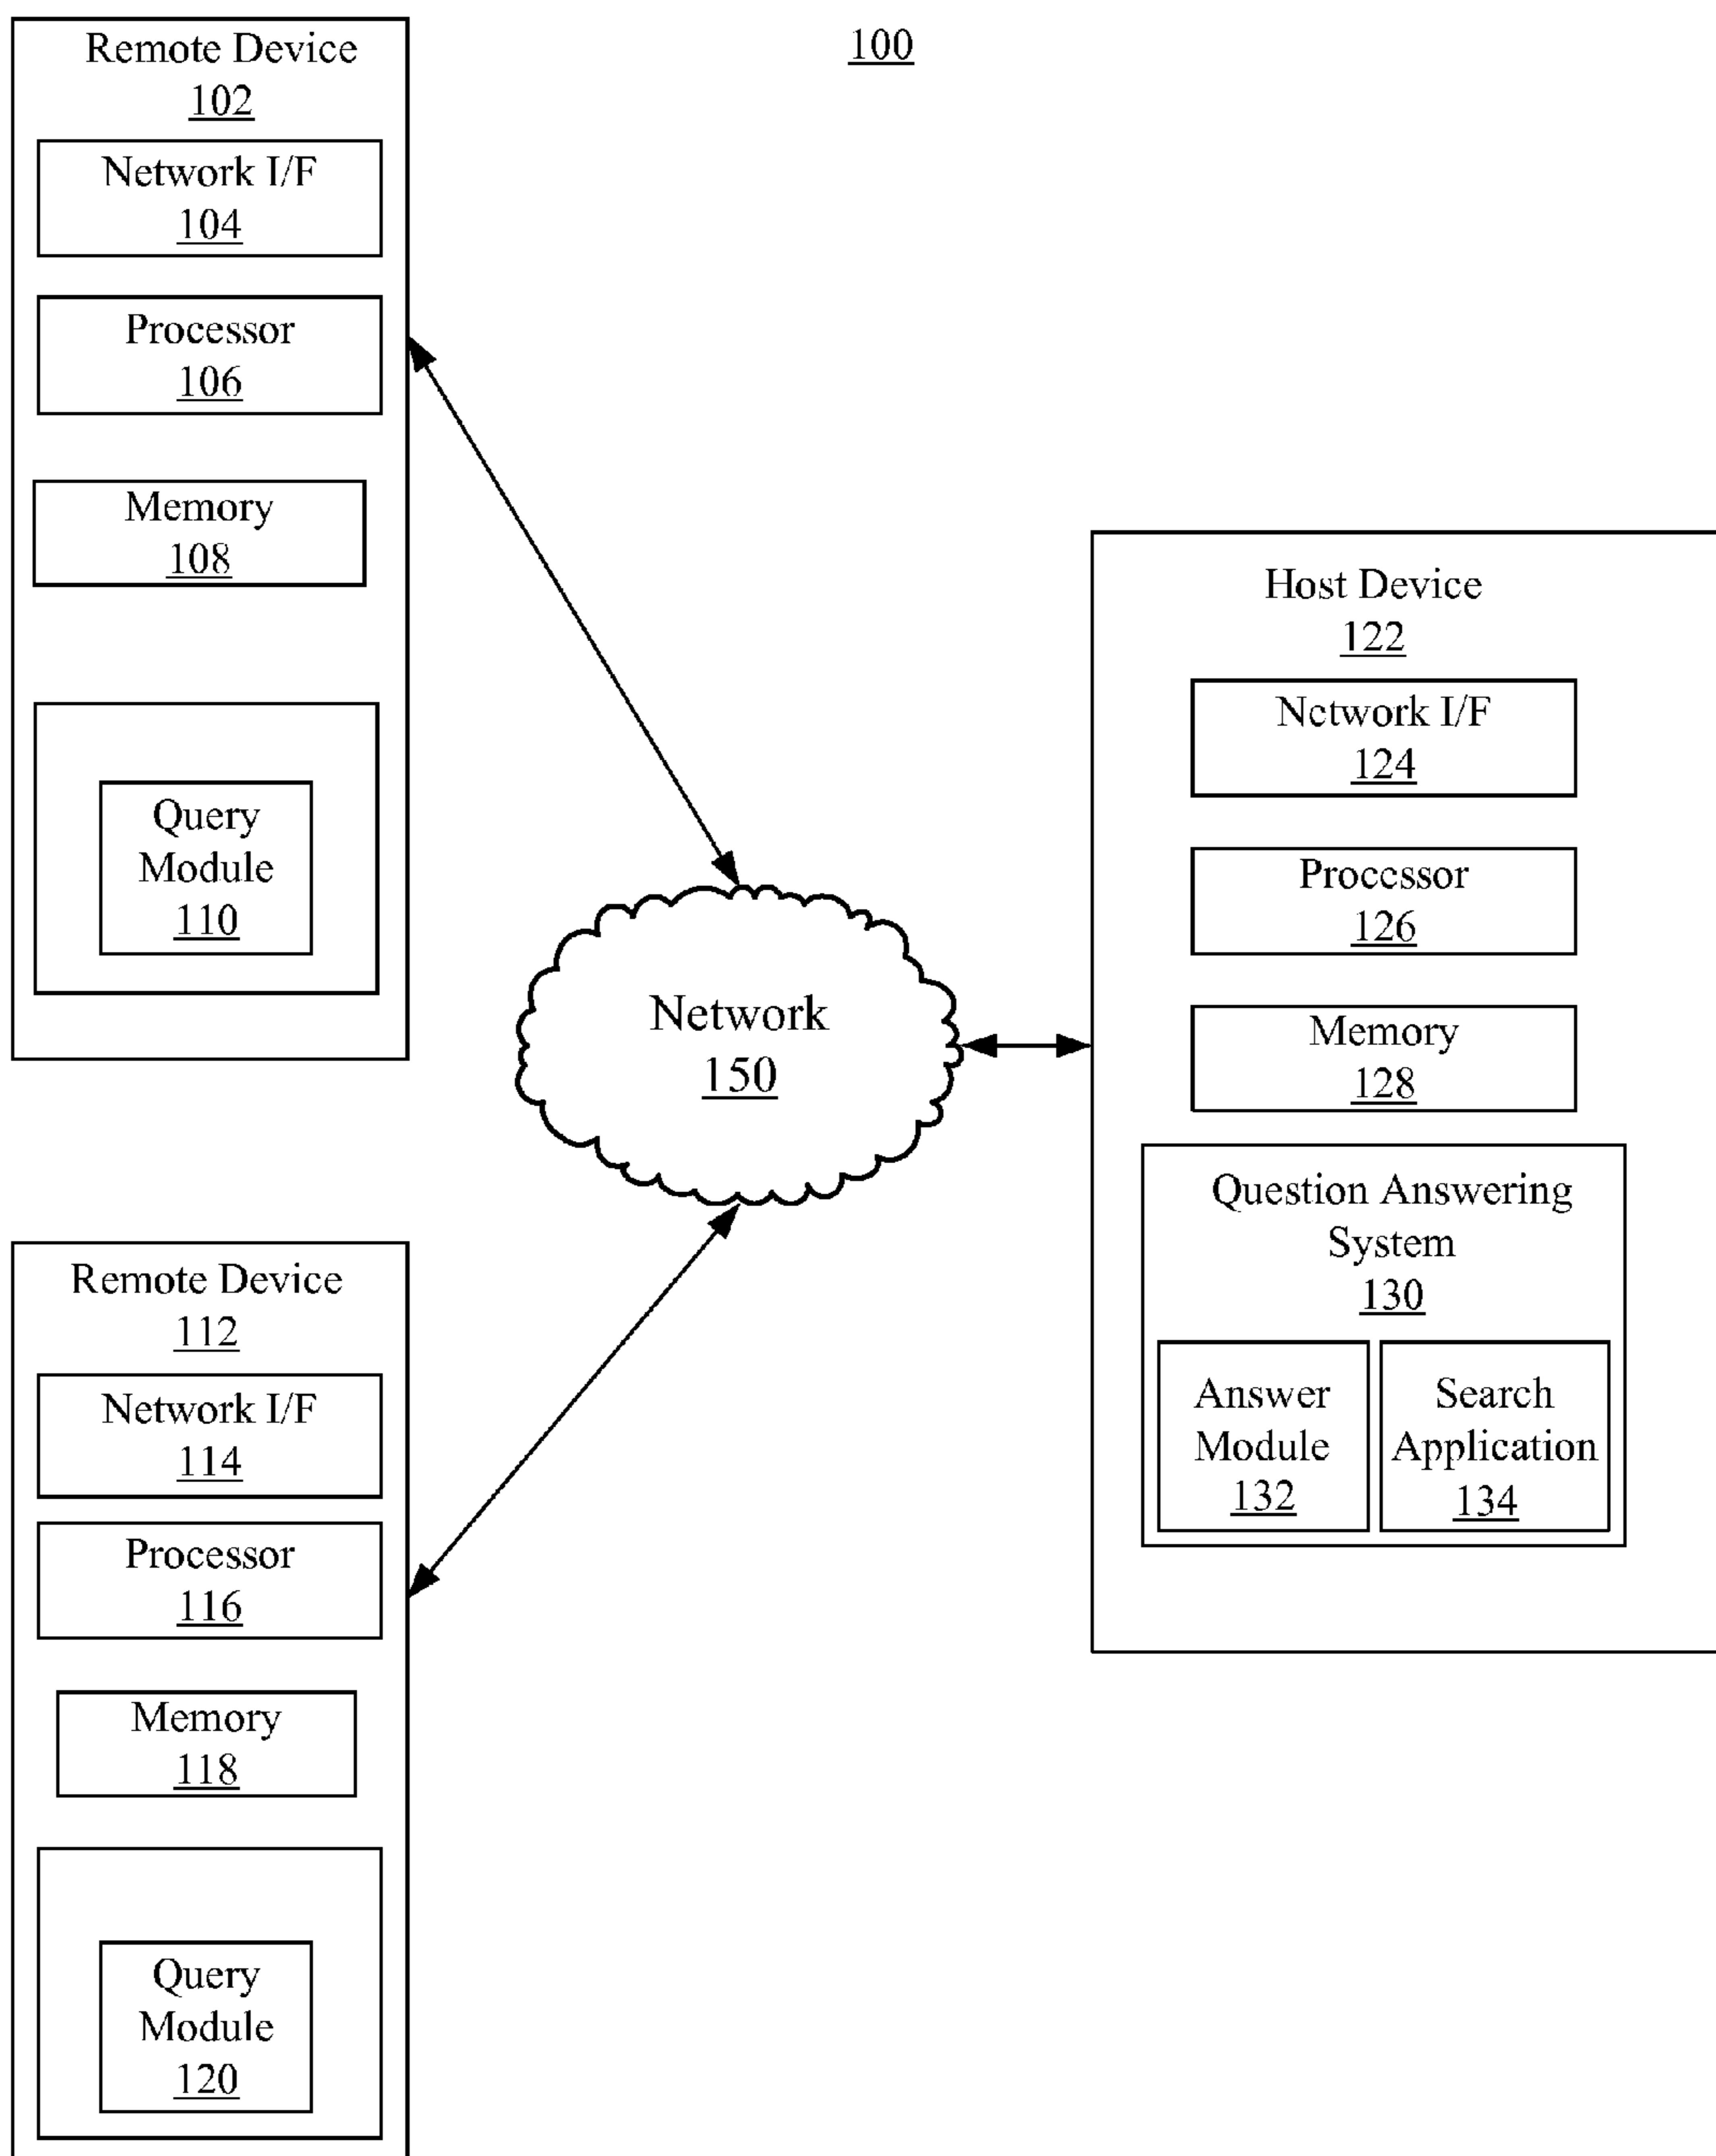 100
Remote Device
102
Network I/F
104
Processor
106
Memory
108
Query
Module
110
Network
150
Remote Device
112
Network I/F
114
Processor
116
Memory
118
Query
Module
120
Host Device
122
Network I/F
124
Processor
126
Memory
128
Question Answering
System
130
Answer
Module
132
Search
Application
134